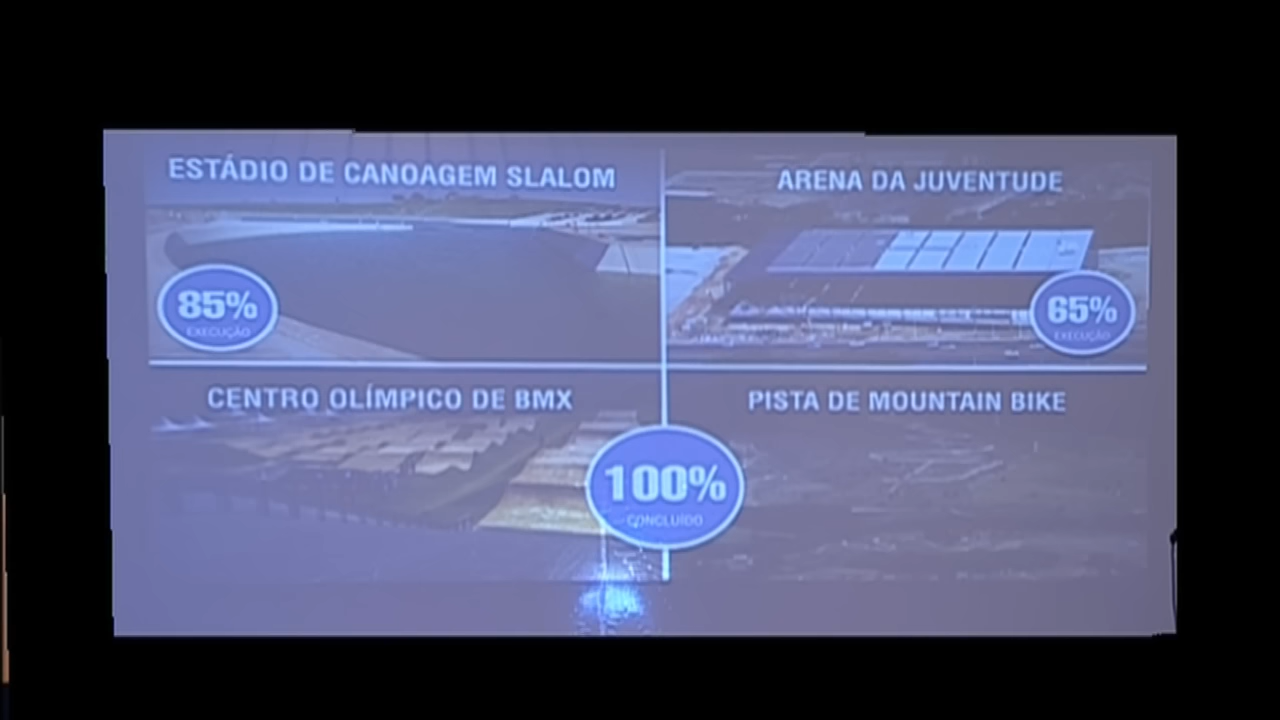 ESTÁDIO DE CANOAGEM SLALOM
85%
EXECUÇÃO
ARENA DA JUVENTUDE
65%
EXECUÇÃO
CENTRO OLÍMPICO DE BMX
PISTA DE MOUNTAIN BIKE
100%
CONCLUÍDO